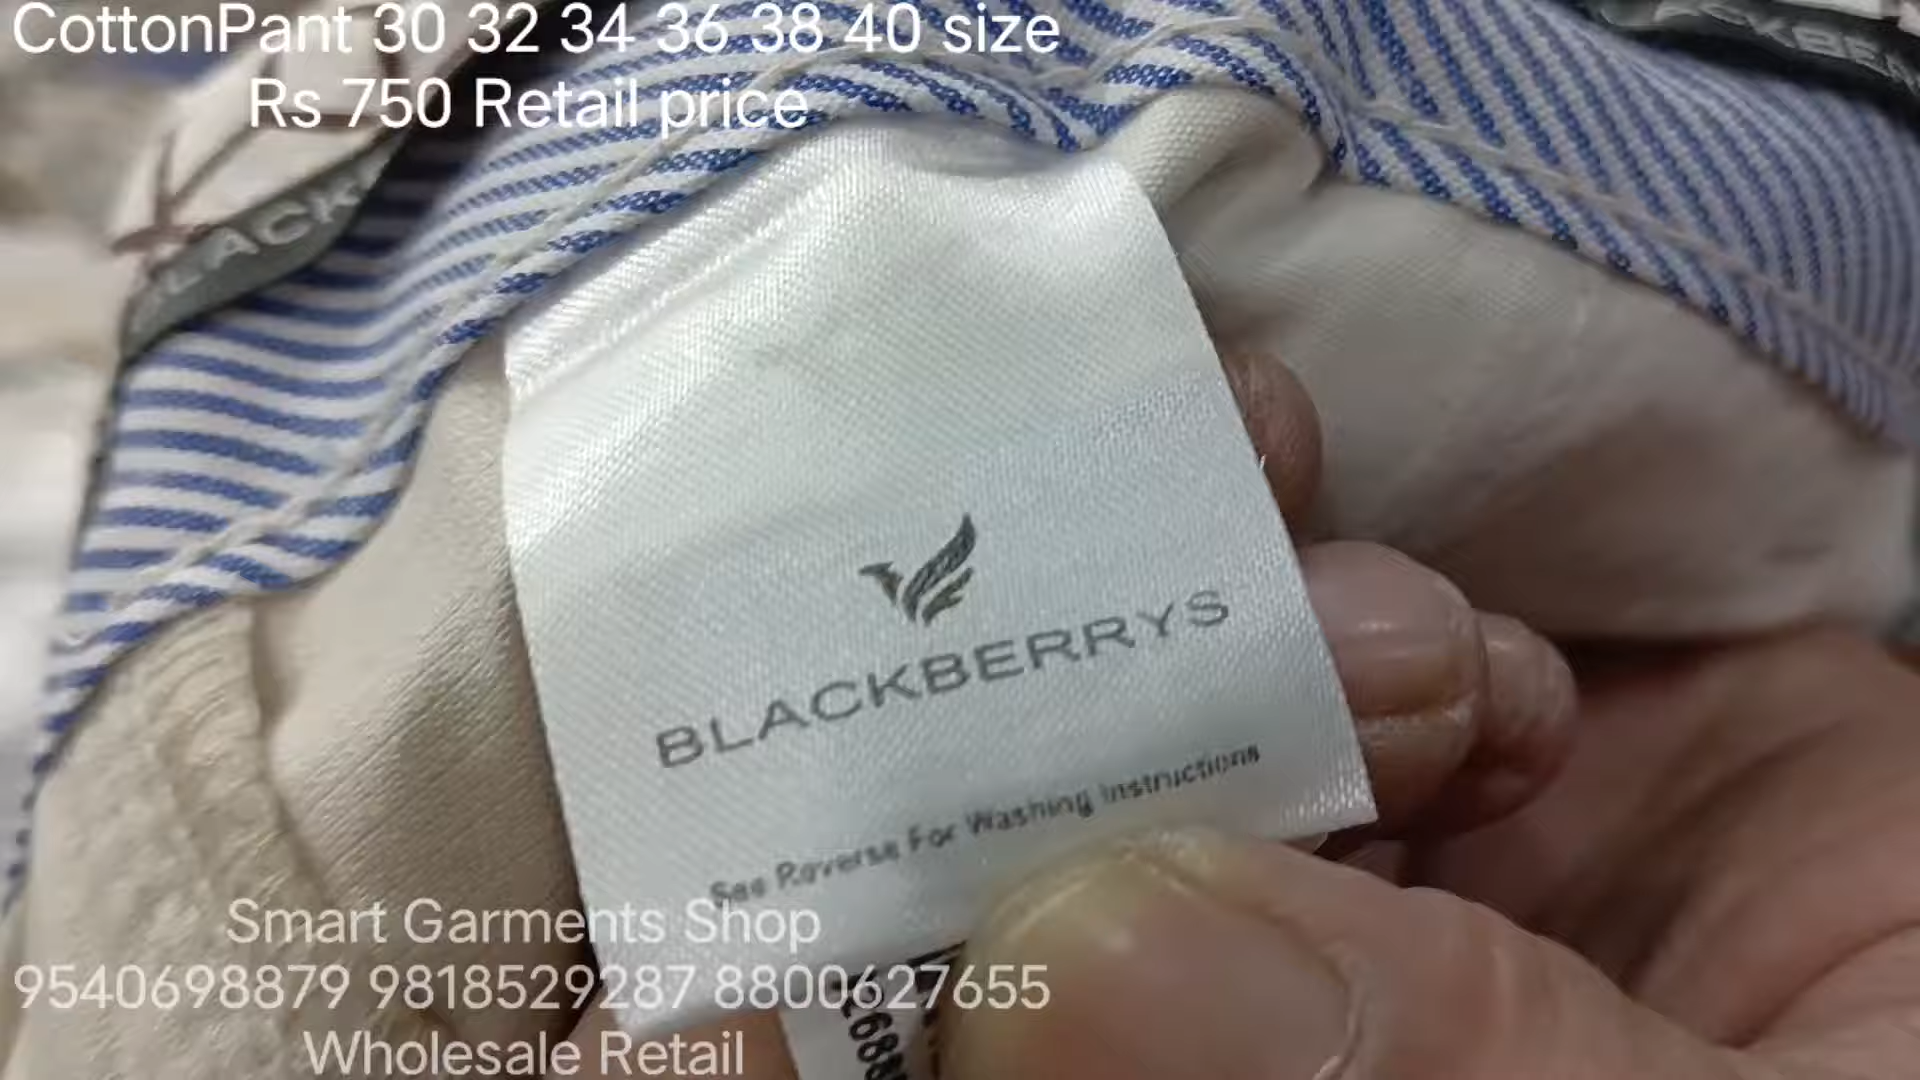 CottonPant 30 32 34 36 38 40 size
Rs 750 Retail price
BLACK
BLACKBERRYS
See Reverse For Washing Instructions
Smart Garments Shop
9540698879 9818529287 8800627655
Wholesale Retail